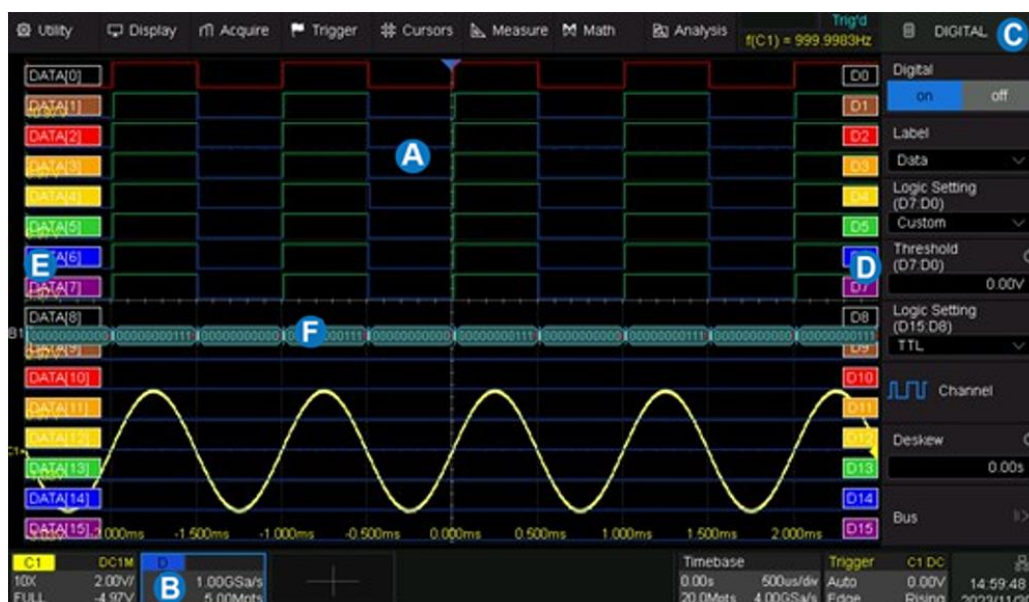 Utility Display Acquire Trigger Cursors Measure Math Analysis
Trig'd
f(C1) = 999.9983Hz
DIGITAL
C
Digital
on off
Label
Data
Logic Setting
(D7:D0)
Custom
Threshold
(D7:D0)
0.00V
Logic Setting
(D15:D8)
TTL
Channel
Deskew
0.00s
Bus
DATA[0] D0
DATA[1] D1
DATA[2] D2
A
DATA[3] D3
DATA[4] D4
DATA[5] D5
DATA[6]
E D
DATA[7] D7
DATA[8] D8
B1
F
DATA[9] D9
DATA[10] D10
DATA[11] D11
DATA[12] D12
C1
DATA[13] D13
DATA[14] D14
DATA[15] D15
-2.000ms -1.500ms -1.000ms -0.500ms 0.000ms 0.500ms 1.000ms 1.500ms 2.000ms
C1 DC1M
10X 2.00V/
FULL -4.97V
D
B
1.00GSa/s
5.00Mpts
Timebase
0.00s 500us/div
20.0Mpts 4.00GSa/s
Trigger C1 DC
Auto 0.00V
Edge Rising
14:59:48